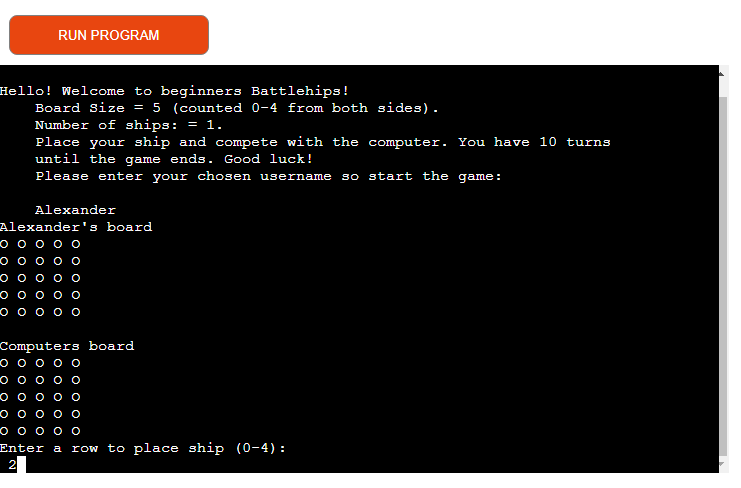 RUN PROGRAM
Hello! Welcome to beginners Battlehips!
Board Size = 5 (counted 0-4 from both sides).
Number of ships: = 1.
Place your ship and compete with the computer. You have 10 turns
until the game ends. Good luck!
Please enter your chosen username so start the game:
Alexander
Alexander's board
O O O O O
O O O O O
O O O O O
O O O O O
O O O O O
Computers board
O O O O O
O O O O O
O O O O O
O O O O O
O O O O O
Enter a row to place ship (0-4):
2